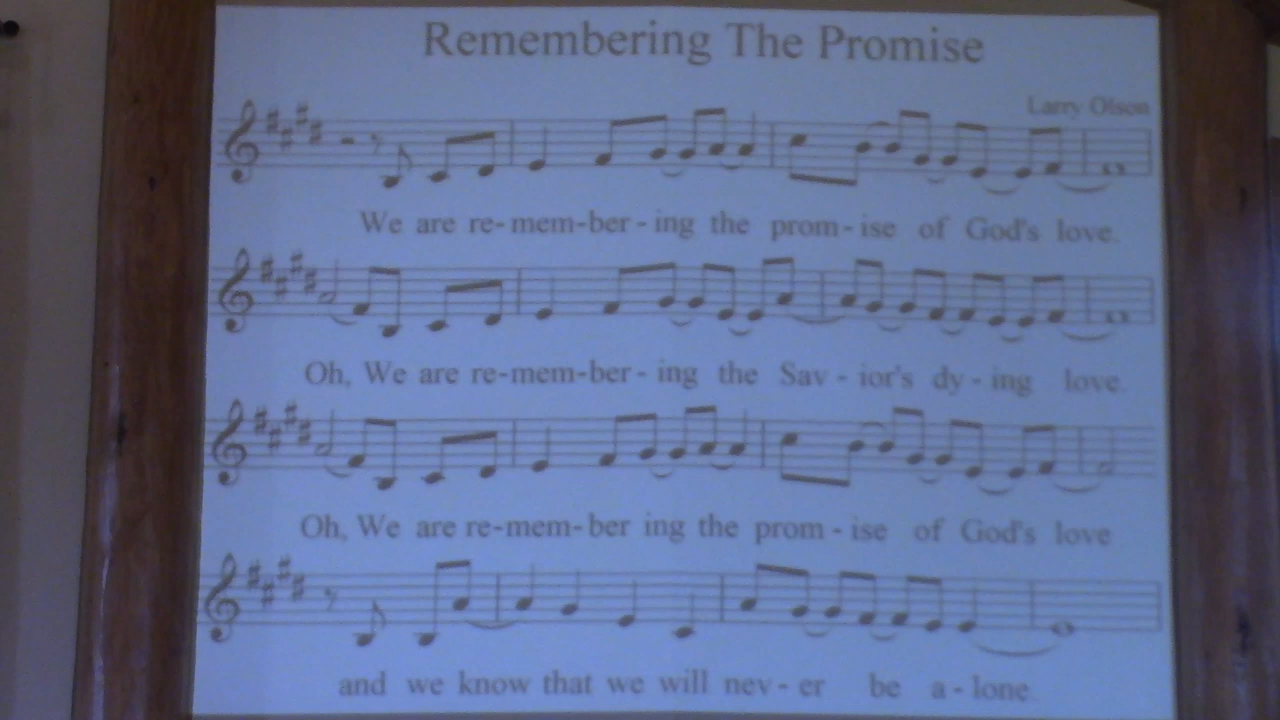 Remembering The Promise
Larry Olson
We are re-mem-ber-ing the prom-ise of God's love.
Oh, We are re-mem-ber-ing the Sav-ior's dy-ing love.
Oh, We are re-mem-ber ing the prom-ise of God's love
and we know that we will nev-er be a-lone.